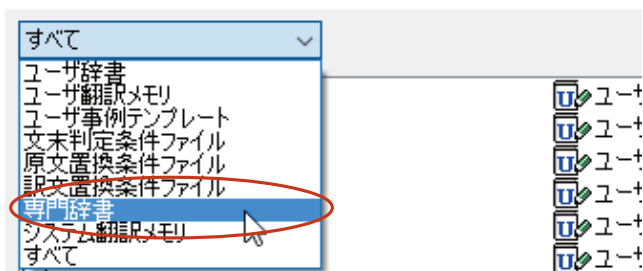 すべて
ユーザ辞書
ユーザ翻訳メモリ
ユーザ事例テンプレート
文末判定条件ファイル
原文置換条件ファイル
訳文置換条件ファイル
専門辞書
システム翻訳メモリ
すべて
U ユーザ
U ユーザ
U ユーザ
U ユーザ
U ユーザ
U ユーザ